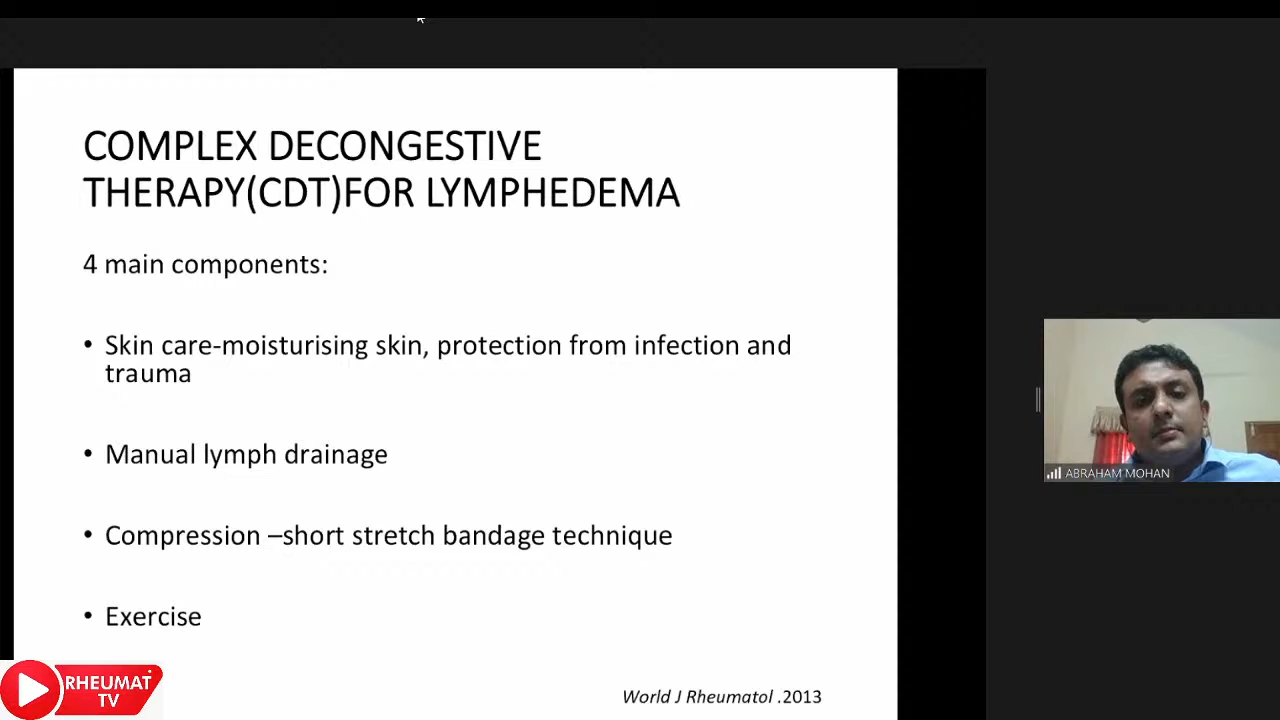 COMPLEX DECONGESTIVE
THERAPY(CDT)FOR LYMPHEDEMA
4 main components:
• Skin care-moisturising skin, protection from infection and
trauma
• Manual lymph drainage
• Compression –short stretch bandage technique
• Exercise
World J Rheumatol .2013
ABRAHAM MOHAN
RHEUMAT
TV